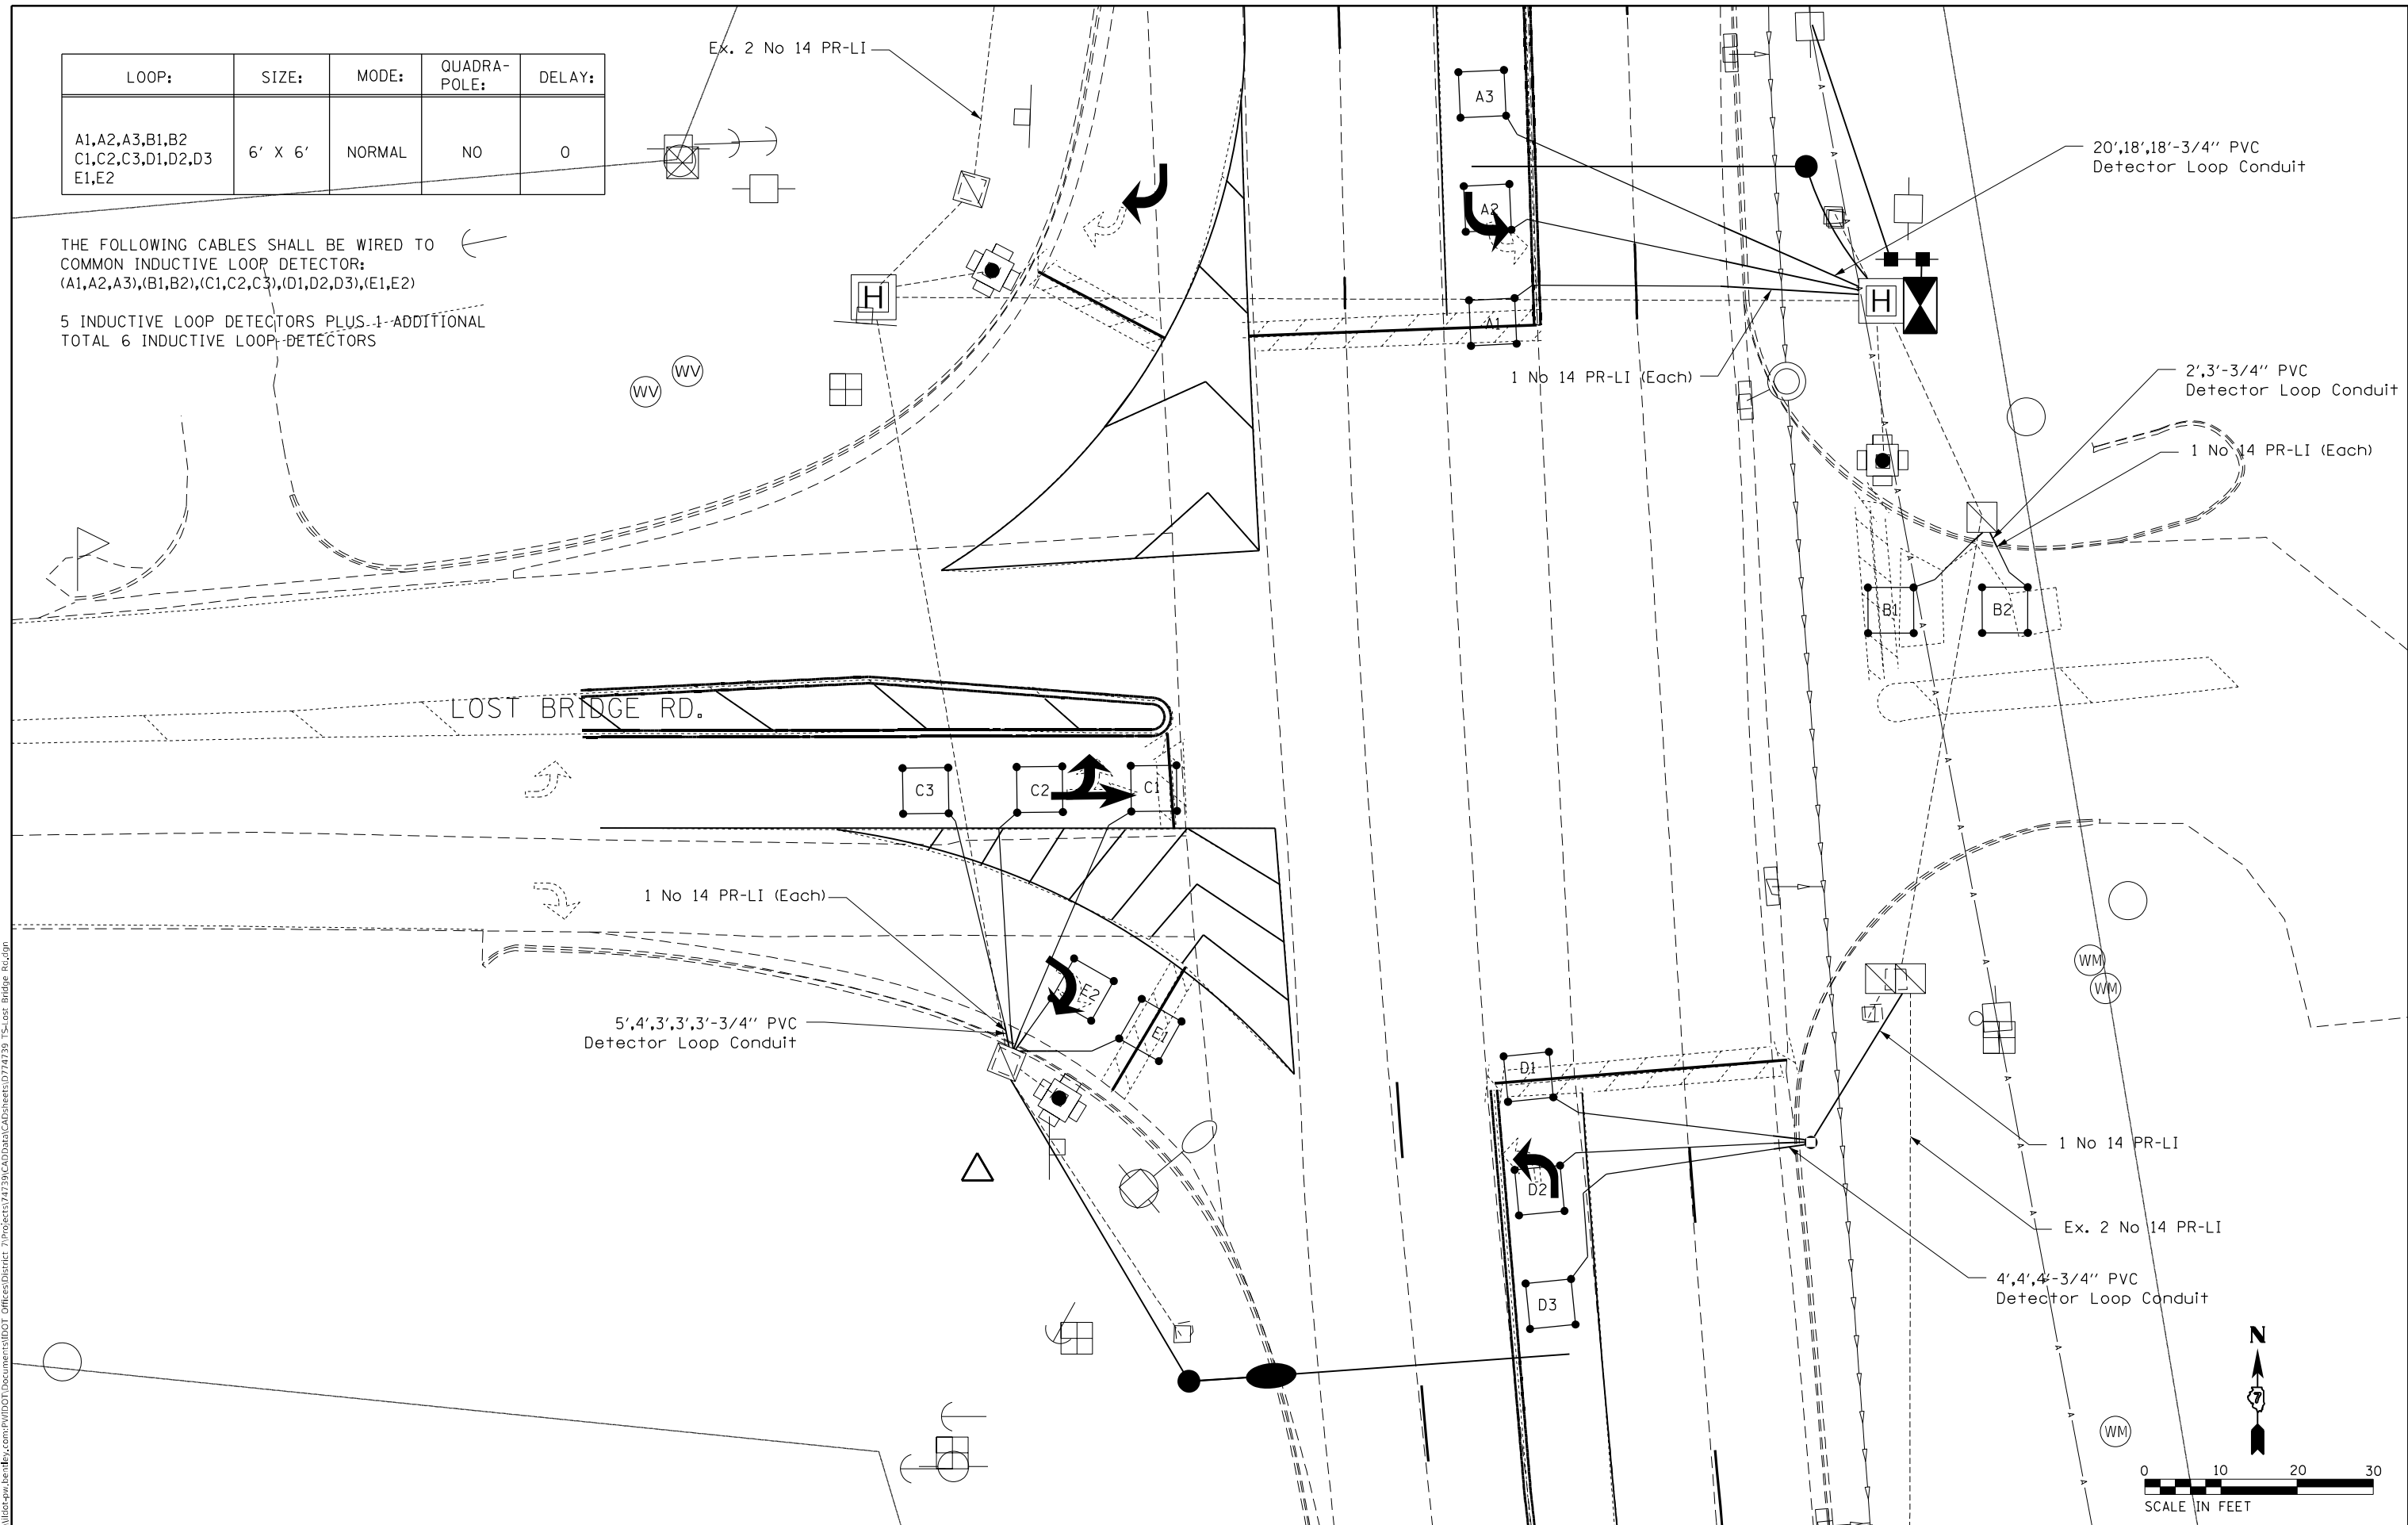 LOOP: SIZE: MODE: QUADRA-POLE: DELAY:
A1,A2,A3,B1,B2
C1,C2,C3,D1,D2,D3
E1,E2
6' X 6' NORMAL NO 0
THE FOLLOWING CABLES SHALL BE WIRED TO
COMMON INDUCTIVE LOOP DETECTOR:
(A1,A2,A3),(B1,B2),(C1,C2,C3),(D1,D2,D3),(E1,E2)
5 INDUCTIVE LOOP DETECTORS PLUS 1 ADDITIONAL
TOTAL 6 INDUCTIVE LOOP DETECTORS
Ex. 2 No 14 PR-LI
A3
20',18',18'-3/4" PVC
Detector Loop Conduit
A2
H
H
A1
WV
WV
1 No 14 PR-LI (Each)
2',3'-3/4" PVC
Detector Loop Conduit
1 No 14 PR-LI (Each)
B1
B2
LOST BRIDGE RD.
C3
C2
C1
1 No 14 PR-LI (Each)
WM
WM
E2
E1
5',4',3',3',3'-3/4" PVC
Detector Loop Conduit
D1
1 No 14 PR-LI
D2
Ex. 2 No 14 PR-LI
4',4',4'-3/4" PVC
Detector Loop Conduit
D3
N
7
WM
0 10 20 30
SCALE IN FEET